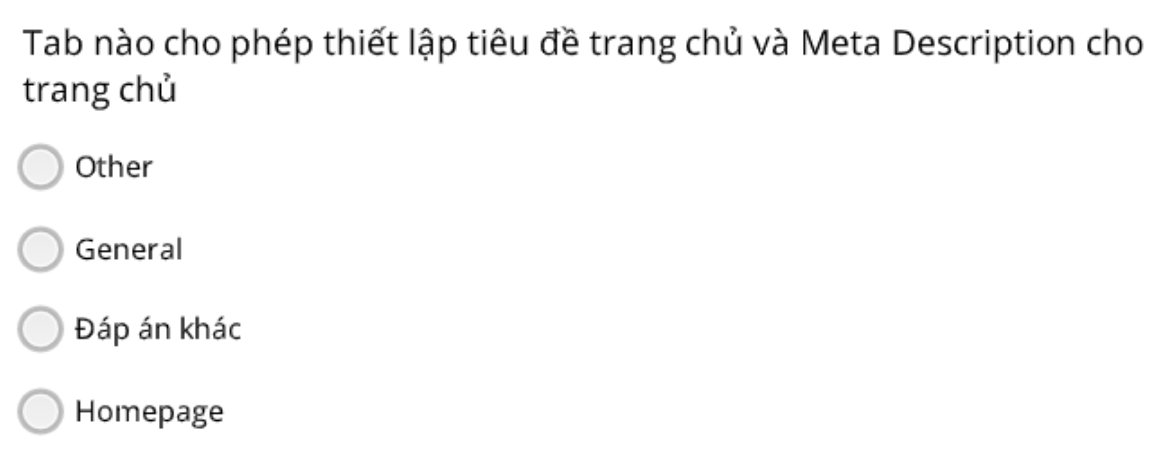 Tab nào cho phép thiết lập tiêu đề trang chủ và Meta Description cho
trang chủ
Other
General
Đáp án khác
Homepage